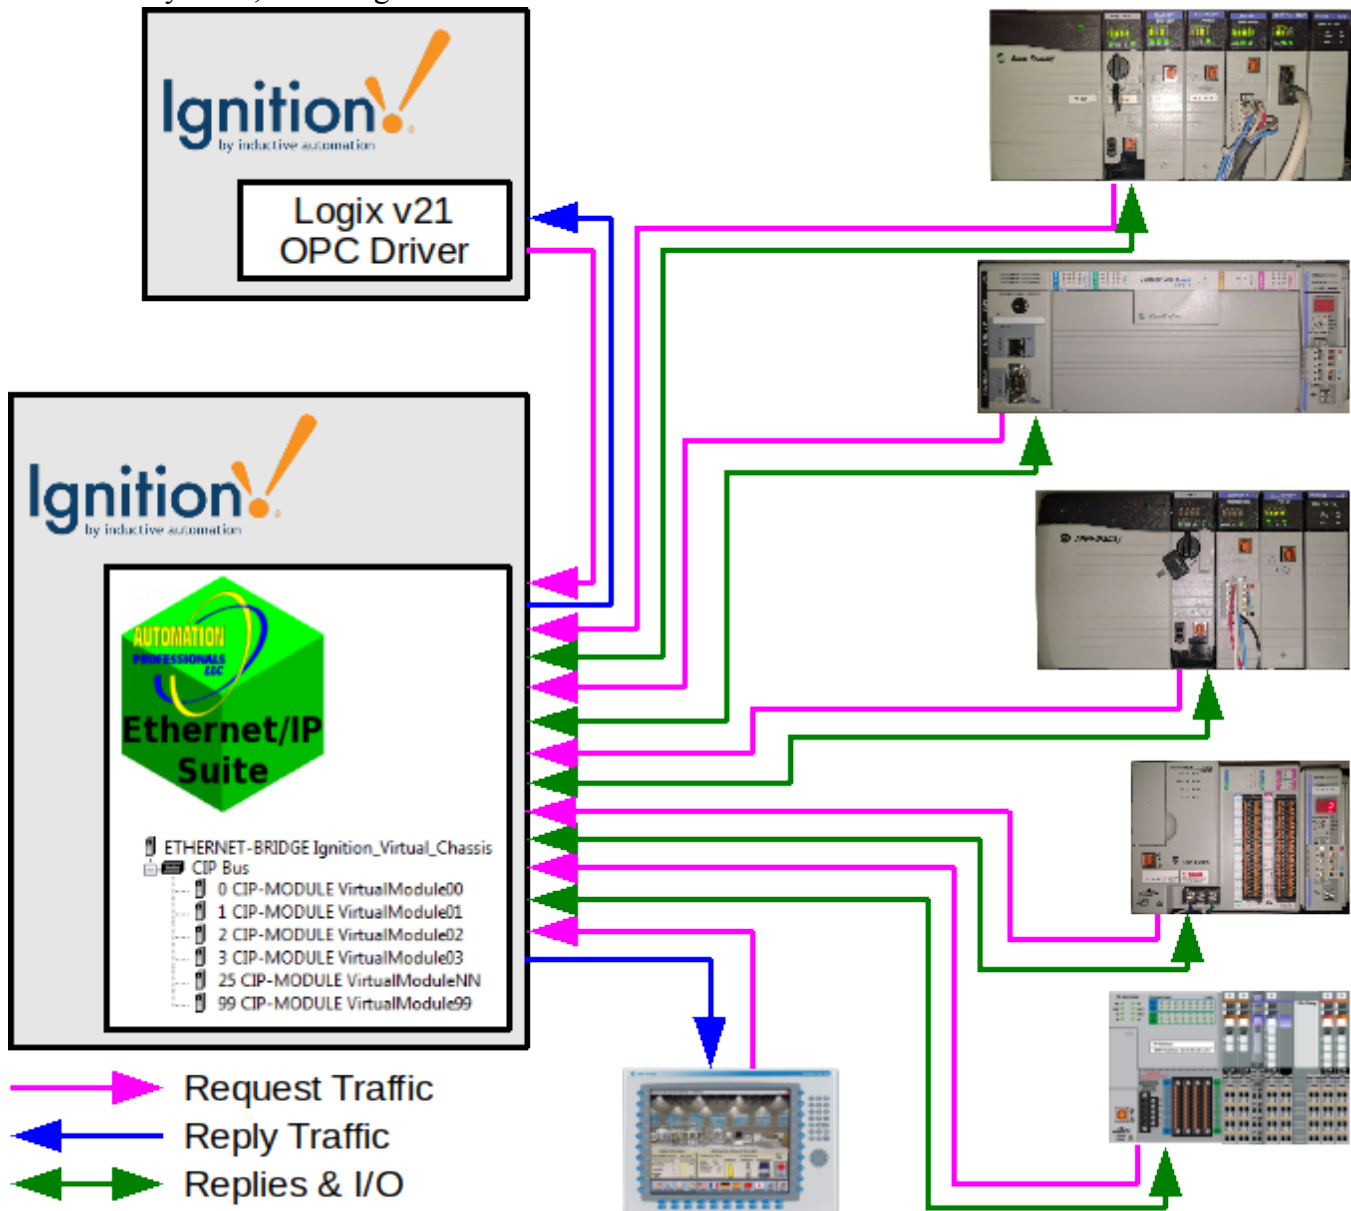 Ignition!
by inductive automation
Logix v21
OPC Driver
Ignition!
by inductive automation
AUTOMATION
PROFESSIONALS
LLC
Ethernet/IP
Suite
ETHERNET-BRIDGE Ignition_Virtual_Chassis
CIP Bus
0 CIP-MODULE VirtualModule00
1 CIP-MODULE VirtualModule01
2 CIP-MODULE VirtualModule02
3 CIP-MODULE VirtualModule03
25 CIP-MODULE VirtualModuleNN
99 CIP-MODULE VirtualModule99
Request Traffic
Reply Traffic
Replies & I/O